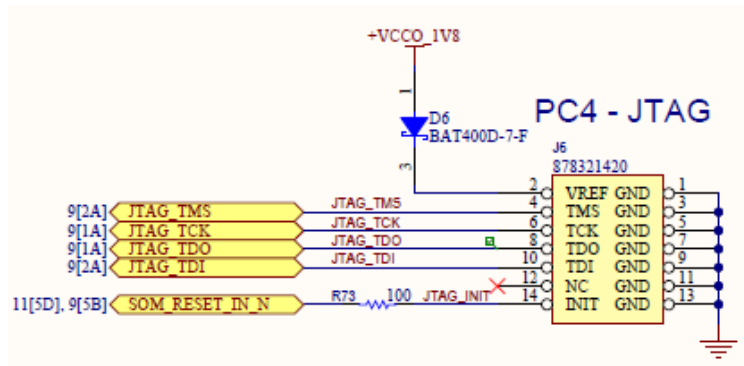 +VCCO_1V8
1
D6
BAT400D-7-F
3
PC4 - JTAG
J6
878321420
9[2A] JTAG_TMS JTAG_TMS 4 TMS GND 3
9[1A] JTAG_TCK JTAG_TCK 6 TCK GND 5
9[1A] JTAG_TDO JTAG_TDO 8 TDO GND 7
9[2A] JTAG_TDI JTAG_TDI 10 TDI GND 9
2 VREF GND 1
12 NC GND 11
11[5D], 9[5B] SOM_RESET_IN_N R73 100 JTAG_INIT 14 INIT GND 13